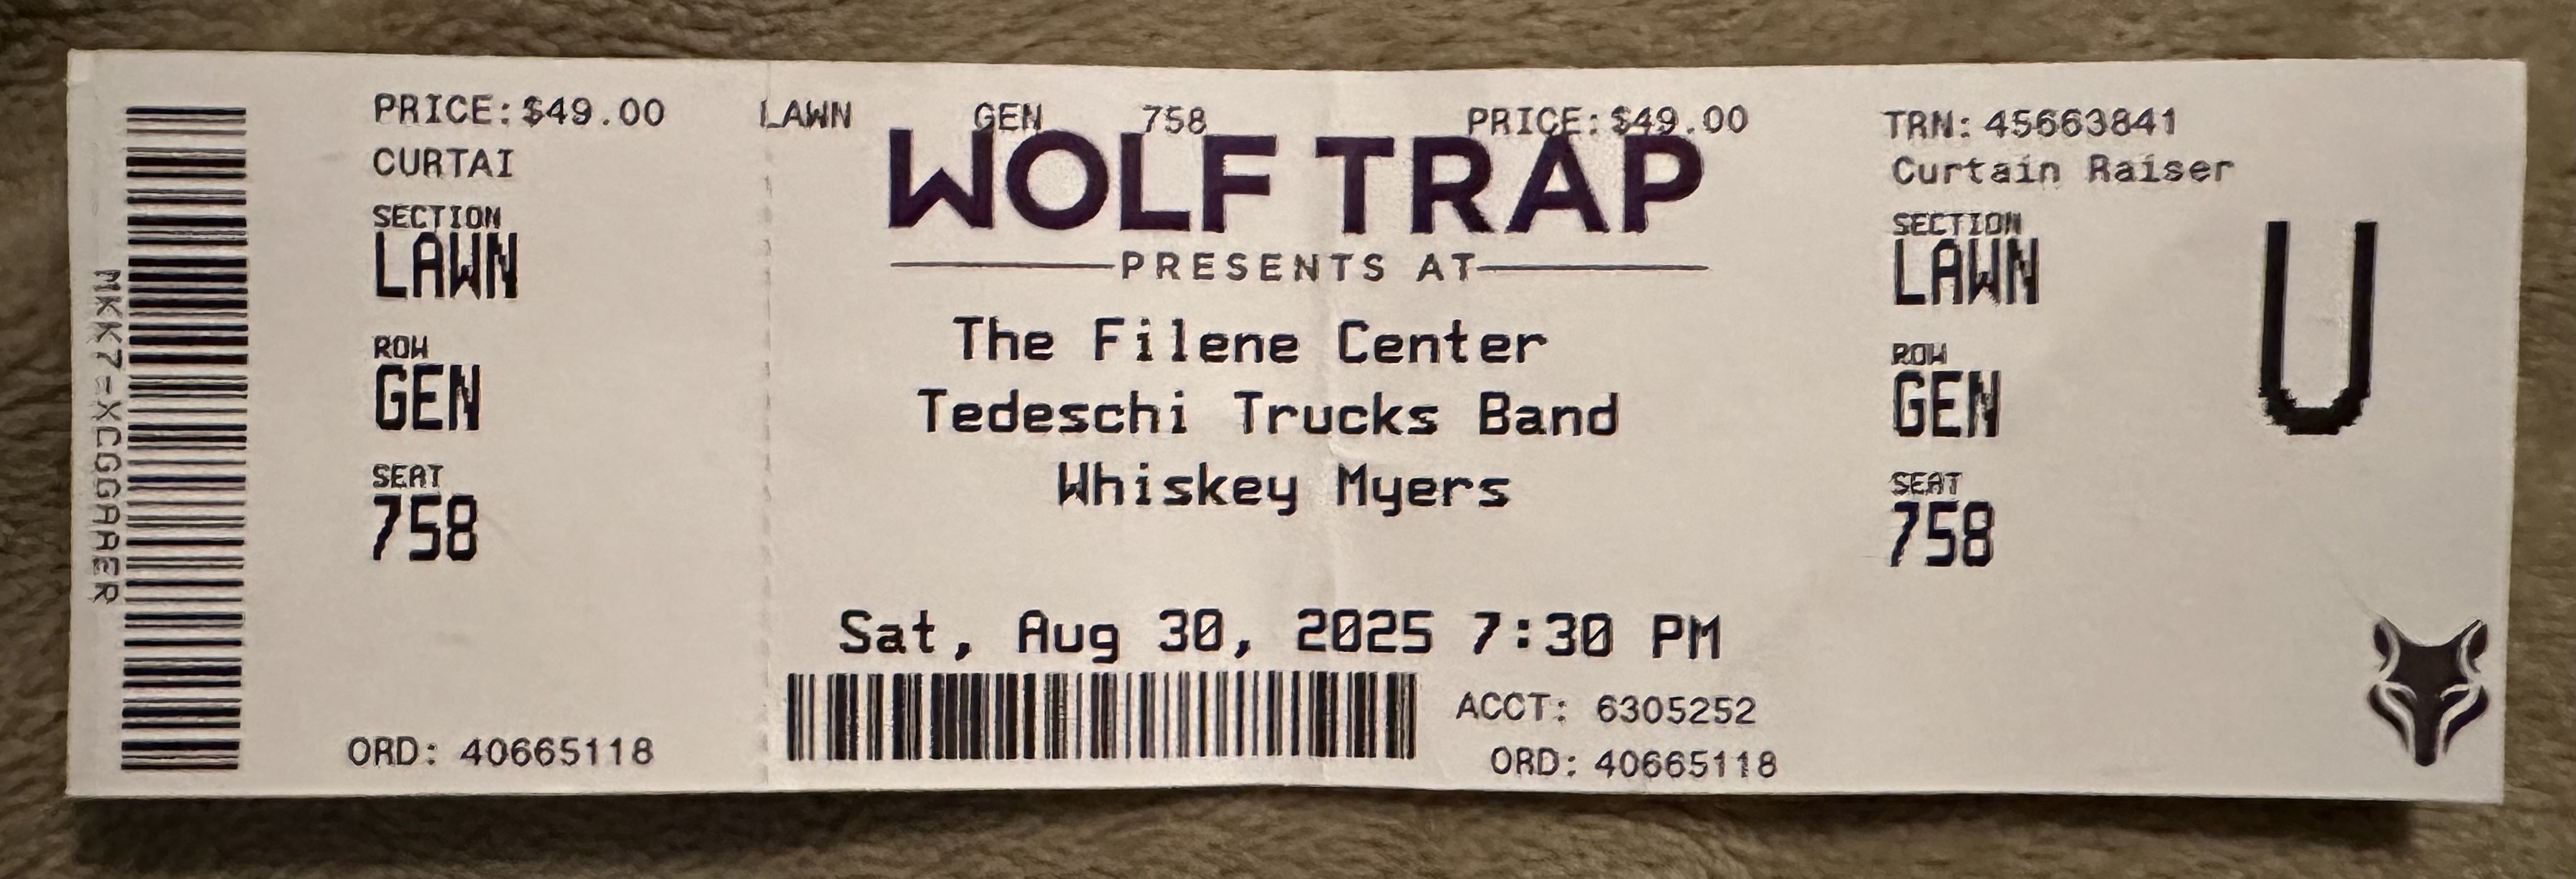 MKK7-XCGGAAER
PRICE:$49.00
CURTAI
SECTION
LAWN
ROW
GEN
SEAT
758
ORD: 40665118
LAWN GEN 758 PRICE:$49.00
WOLF TRAP
PRESENTS AT
The Filene Center
Tedeschi Trucks Band
Whiskey Myers
Sat, Aug 30, 2025 7:30 PM
ACCT: 6305252
ORD: 40665118
TRN: 45663841
Curtain Raiser
SECTION
LAWN
ROW
GEN
SEAT
758
U